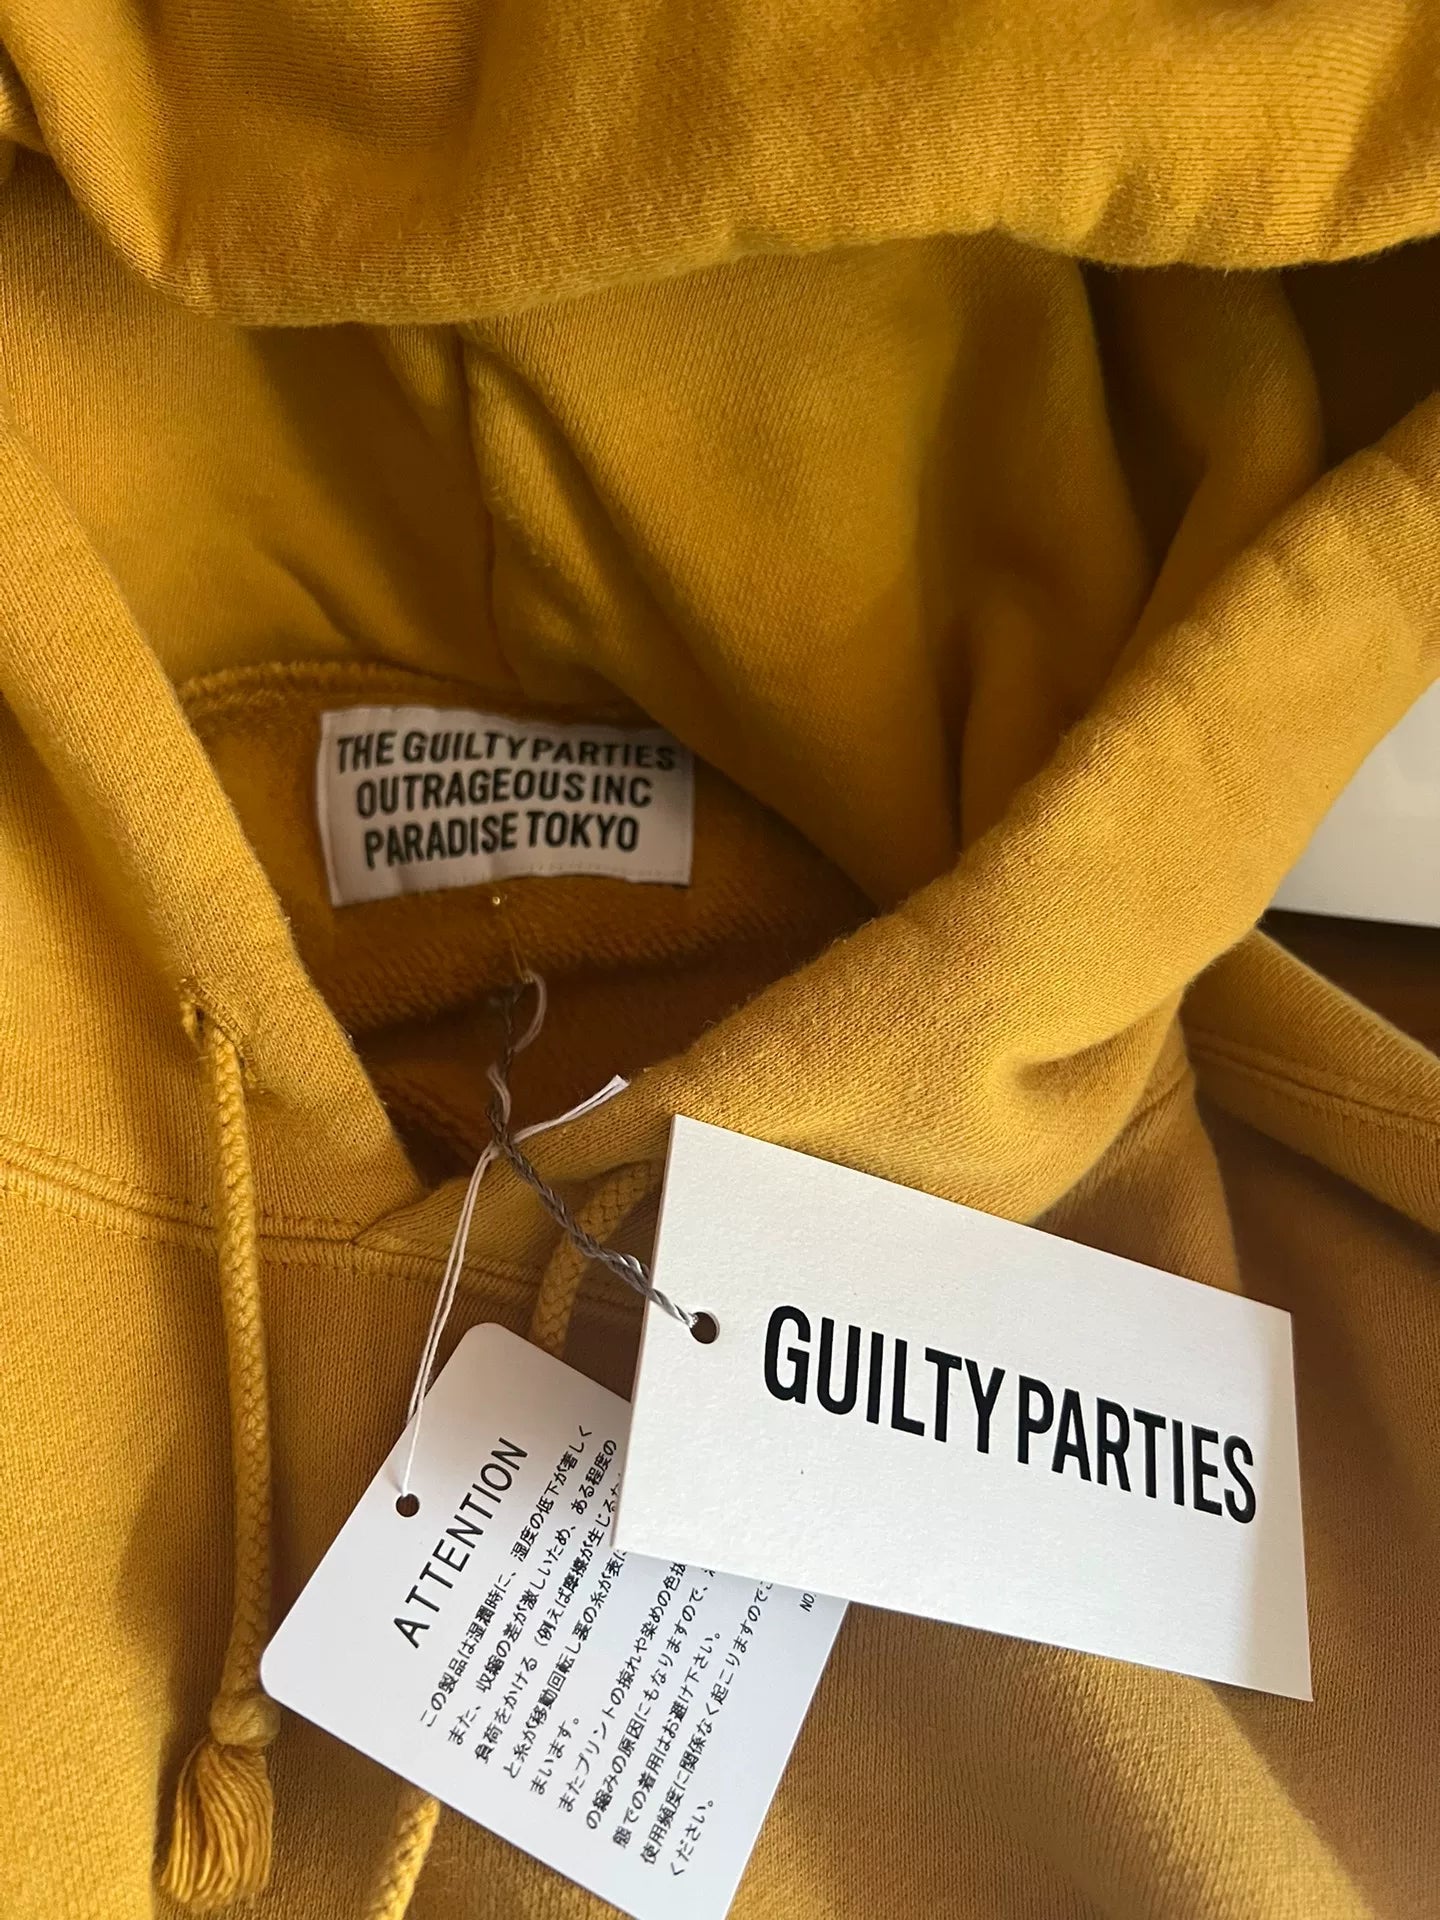 THE GUILTY PARTIES
OUTRAGEOUS INC
PARADISE TOKYO
GUILTY PARTIES
ATTENTION
この製品は湿潤時に、湿度の低下が著しく
また、収縮の差が激しいため、ある程度の
負荷をかける（例えば摩擦が生じる
と糸が移動回転し裏の糸が表に
まいます。
またプリントの掠れや染めの色抜
の縮みの原因にもなりますので、
態での着用はお避け下さい。
使用頻度に関係なく起こりますので
ください。
NO